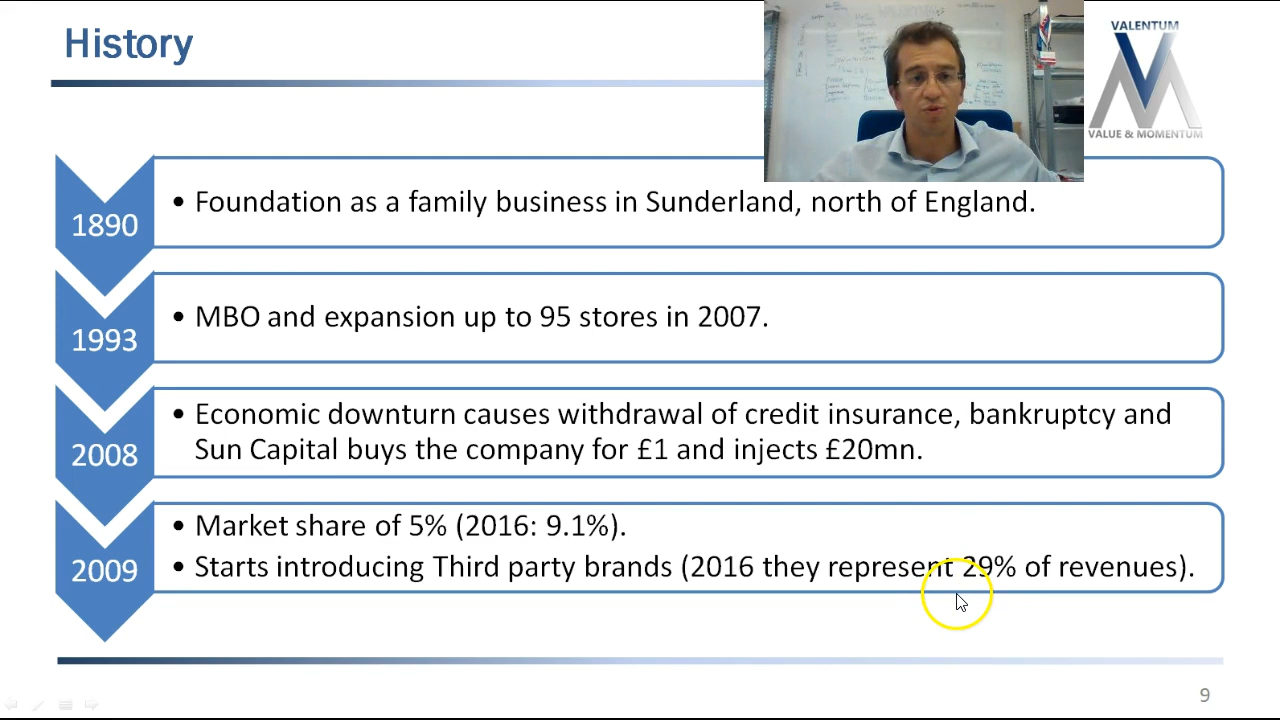 History
VALENTUM
VALUE & MOMENTUM
1890
• Foundation as a family business in Sunderland, north of England.
1993
• MBO and expansion up to 95 stores in 2007.
2008
• Economic downturn causes withdrawal of credit insurance, bankruptcy and
Sun Capital buys the company for £1 and injects £20mn.
2009
• Market share of 5% (2016: 9.1%).
• Starts introducing Third party brands (2016 they represent 29% of revenues).
9